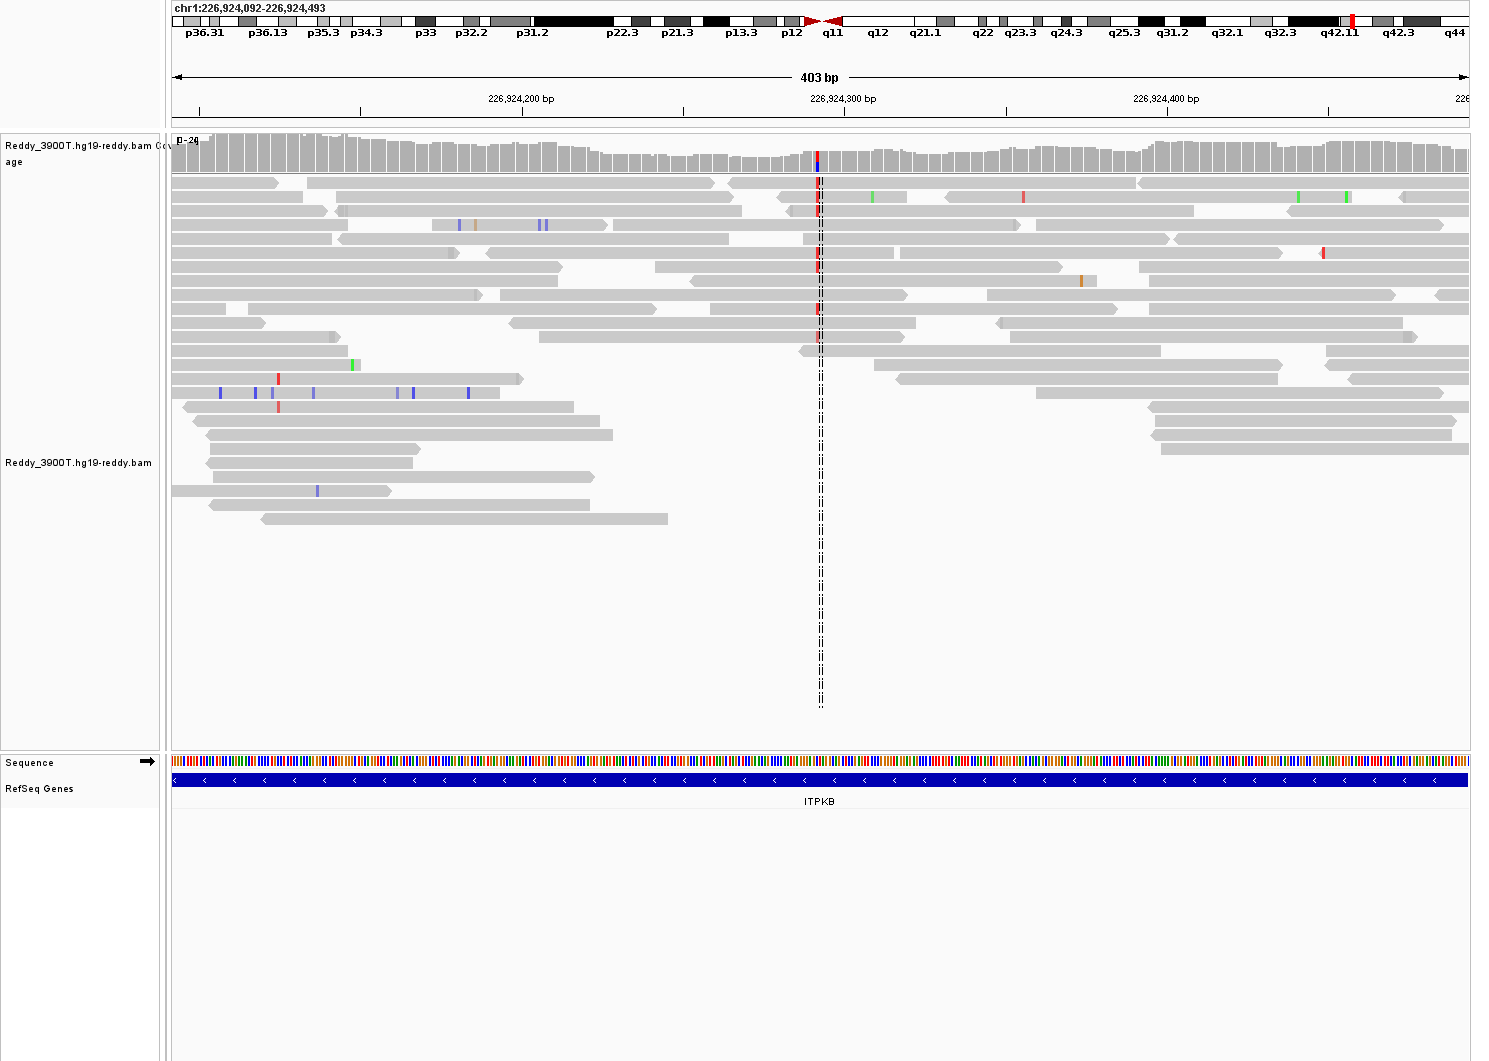 chr1:226,924,092-226,924,493
p36.31 p36.13 p35.3 p34.3 p33 p32.2 p31.2 p22.3 p21.3 p13.3 p12 q11 q12 q21.1 q22 q23.3 q24.3 q25.3 q31.2 q32.1 q32.3 q42.11 q42.3 q44
403 bp
226,924,200 bp 226,924,300 bp 226,924,400 bp 226
Reddy_3900T.hg19-reddy.bam Cov
age
Reddy_3900T.hg19-reddy.bam
Sequence
RefSeq Genes
ITPKB